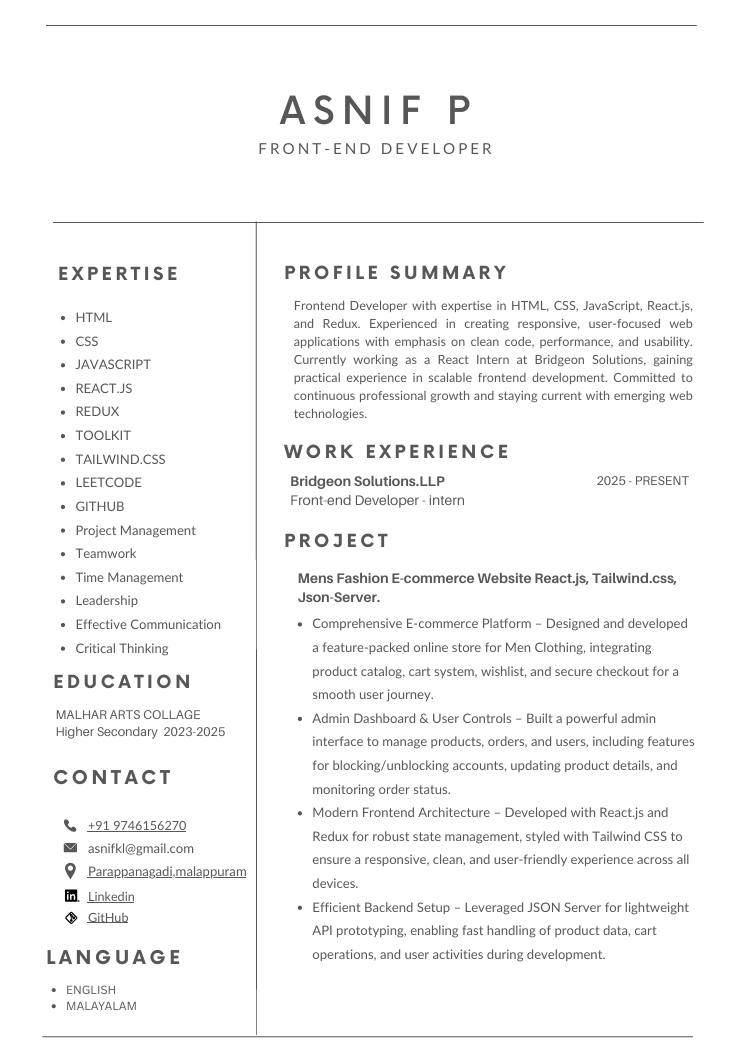 ASNIF P
FRONT-END DEVELOPER
EXPERTISE
HTML
CSS
JAVASCRIPT
REACT.JS
REDUX
TOOLKIT
TAILWIND.CSS
LEETCODE
GITHUB
Project Management
Teamwork
Time Management
Leadership
Effective Communication
Critical Thinking
EDUCATION
MALHAR ARTS COLLAGE
Higher Secondary 2023-2025
CONTACT
+91 9746156270
asnifkl@gmail.com
Parappanagadi,malappuram
in
Linkedin
GitHub
LANGUAGE
ENGLISH
MALAYALAM
PROFILE SUMMARY
Frontend Developer with expertise in HTML, CSS, JavaScript, React.js,
and Redux. Experienced in creating responsive, user-focused web
applications with emphasis on clean code, performance, and usability.
Currently working as a React Intern at Bridgeon Solutions, gaining
practical experience in scalable frontend development. Committed to
continuous professional growth and staying current with emerging web
technologies.
WORK EXPERIENCE
Bridgeon Solutions.LLP 2025 - PRESENT
Front-end Developer - intern
PROJECT
Mens Fashion E-commerce Website React.js, Tailwind.css,
Json-Server.
Comprehensive E-commerce Platform – Designed and developed
a feature-packed online store for Men Clothing, integrating
product catalog, cart system, wishlist, and secure checkout for a
smooth user journey.
Admin Dashboard & User Controls – Built a powerful admin
interface to manage products, orders, and users, including features
for blocking/unblocking accounts, updating product details, and
monitoring order status.
Modern Frontend Architecture – Developed with React.js and
Redux for robust state management, styled with Tailwind CSS to
ensure a responsive, clean, and user-friendly experience across all
devices.
Efficient Backend Setup – Leveraged JSON Server for lightweight
API prototyping, enabling fast handling of product data, cart
operations, and user activities during development.